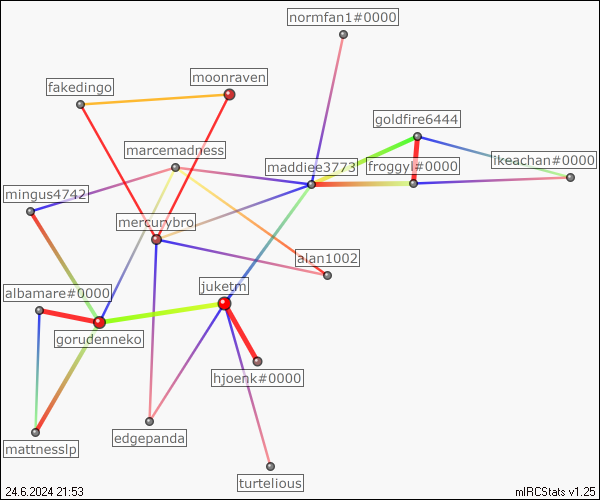 normfan1#0000
moonraven
fakedingo
goldfire6444
marcemadness
ikeachan#0000
maddiee3773
froggyl#0000
mingus4742
mercurybro
alan1002
juketm
albamare#0000
gorudenneko
hjoenk#0000
edgepanda
mattnesslp
turtelious
24.6.2024 21:53
mIRCStats v1.25